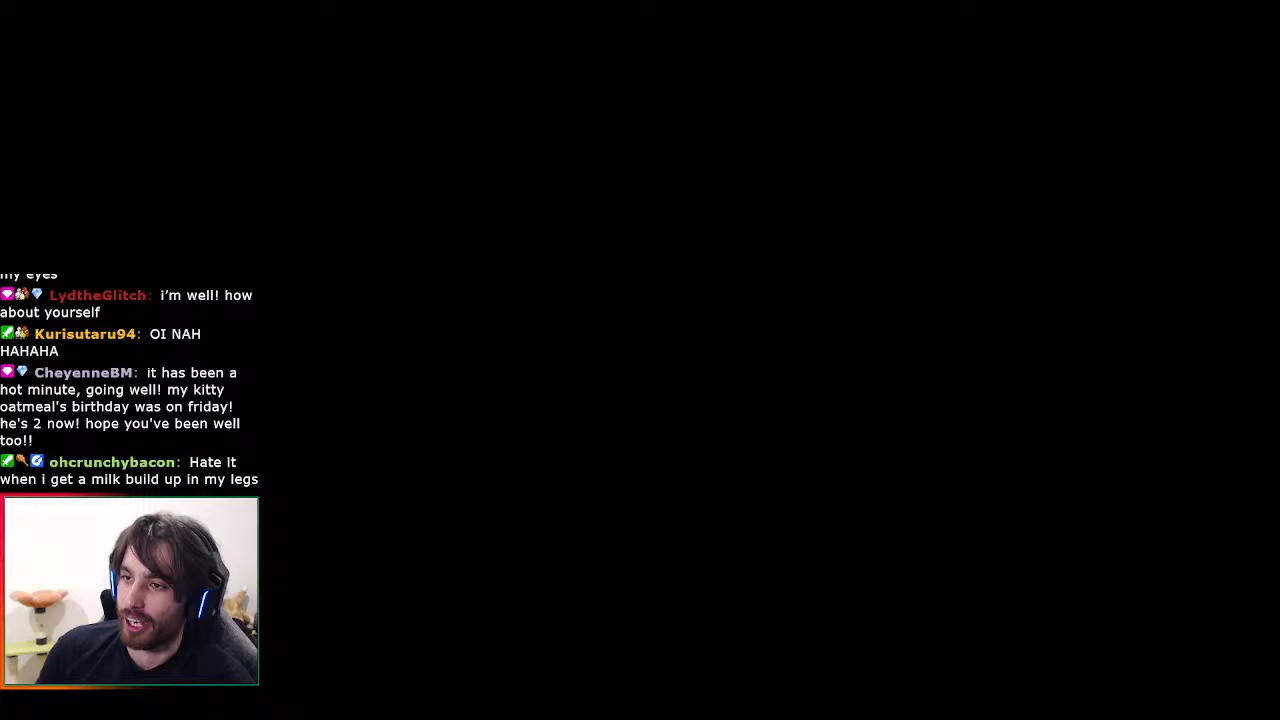 my eyes
LydtheGlitch: i'm well! how
about yourself
Kurisutaru94: OI NAH
HAHAHA
CheyenneBM: it has been a
hot minute, going well! my kitty
oatmeal's birthday was on friday!
he's 2 now! hope you've been well
too!!
ohcrunchybacon: Hate it
when i get a milk build up in my legs